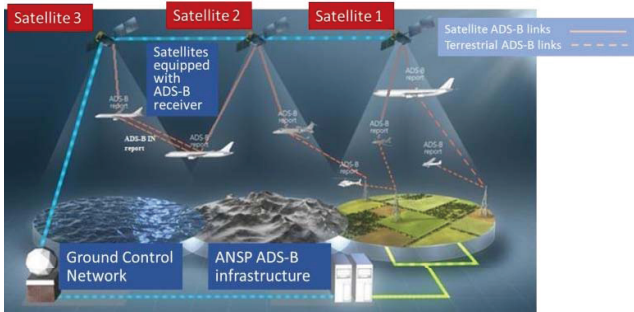 Satellite 3
Satellite 2
Satellite 1
Satellite ADS-B links
Terrestrial ADS-B links
Satellites
equipped
with
ADS-B
receiver
ADS-B
report
ADS-B
report
ADS-B
report
ADS-B
report
ADS-B
report
ADS-B IN
report
ADS-B
report
ADS-B
report
Ground Control
Network
ANSP ADS-B
infrastructure